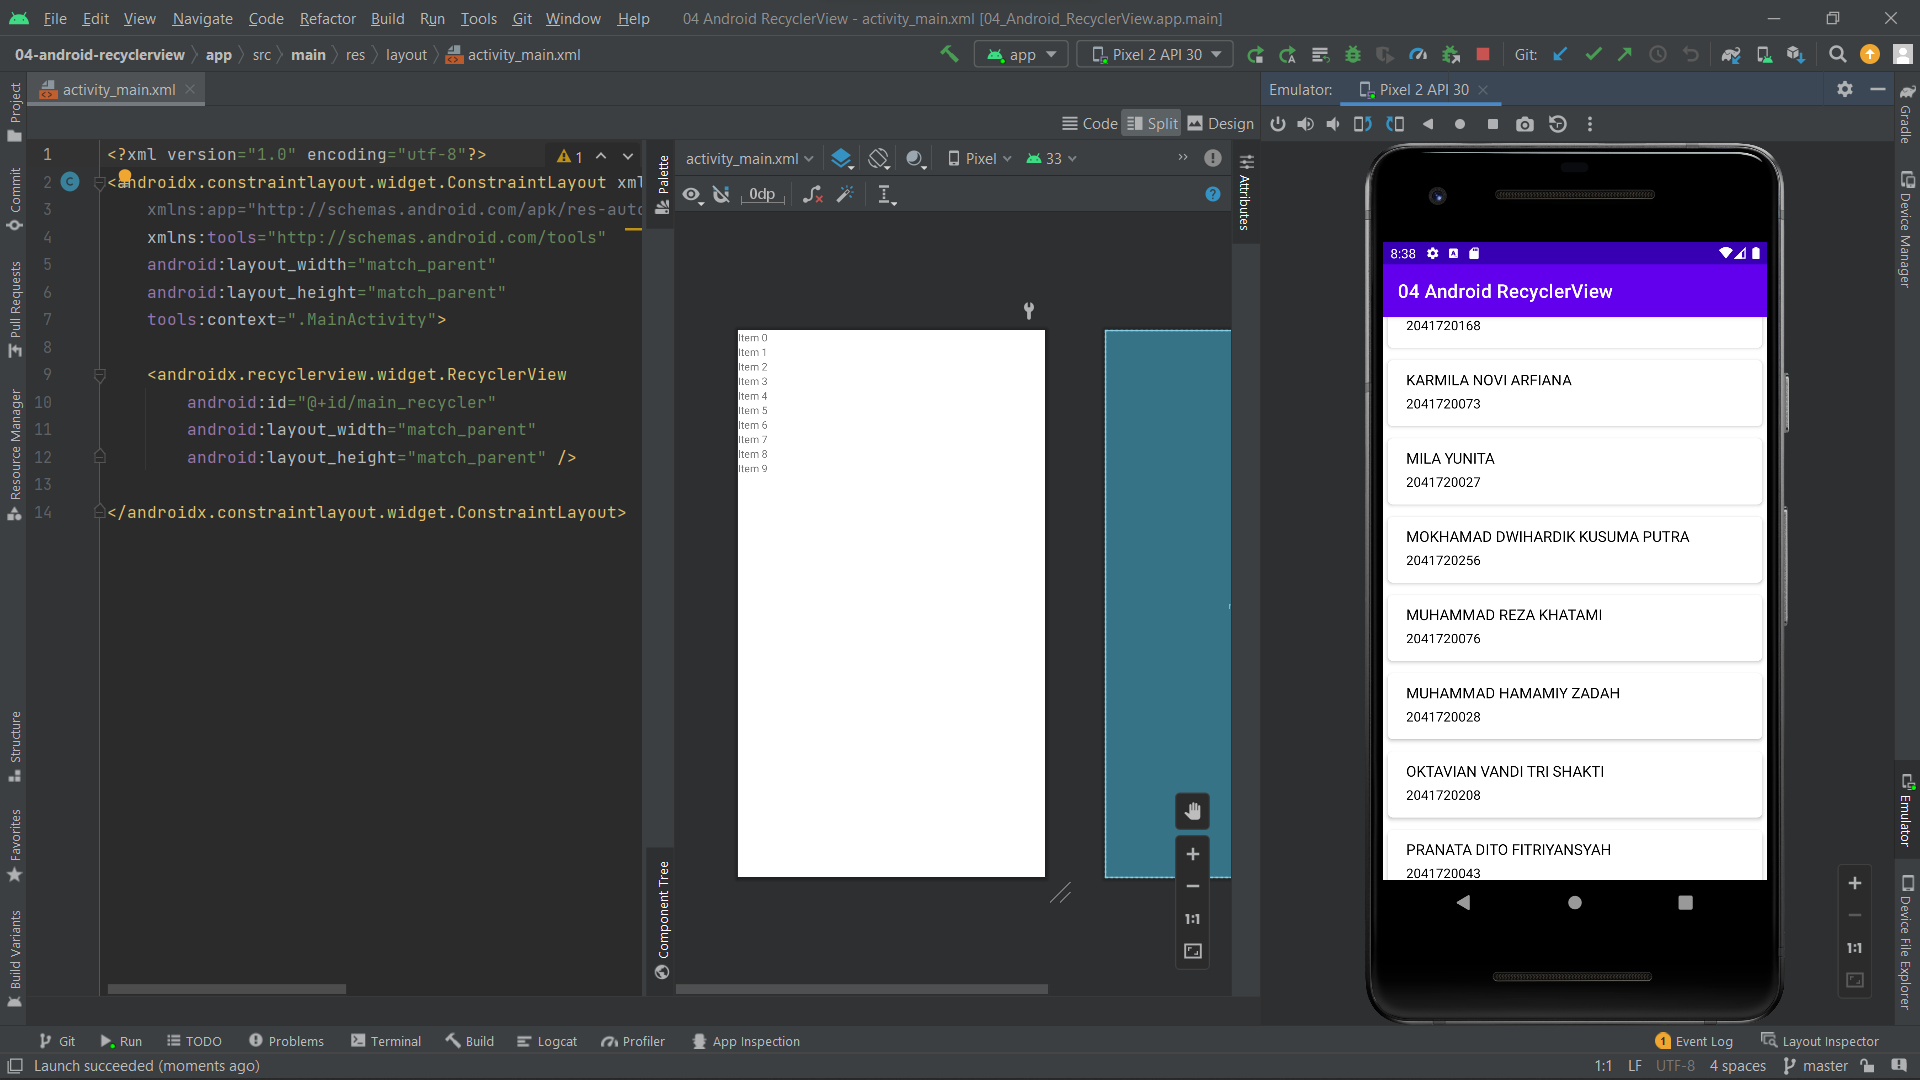 File Edit View Navigate Code Refactor Build Run Tools Git Window Help 04 Android RecyclerView - activity_main.xml [04_Android_RecyclerView.app.main]
04-android-recyclerview app src main res layout activity_main.xml app Pixel 2 API 30 Git:
activity_main.xml
Emulator: Pixel 2 API 30
Code Split Design
Project
Commit
Pull Requests
Resource Manager
Structure
Favorites
Build Variants
1 <?xml version="1.0" encoding="utf-8"?> 1
2 <androidx.constraintlayout.widget.ConstraintLayout xml
3 xmlns:app="http://schemas.android.com/apk/res-auto
4 xmlns:tools="http://schemas.android.com/tools"
5 android:layout_width="match_parent"
6 android:layout_height="match_parent"
7 tools:context=".MainActivity">
8
9 <androidx.recyclerview.widget.RecyclerView
10 android:id="@+id/main_recycler"
11 android:layout_width="match_parent"
12 android:layout_height="match_parent" />
13
14 </androidx.constraintlayout.widget.ConstraintLayout>
Palette
Component Tree
activity_main.xml Pixel 33
0dp
Item 0
Item 1
Item 2
Item 3
Item 4
Item 5
Item 6
Item 7
Item 8
Item 9
1:1
Attributes
8:38
04 Android RecyclerView
2041720168
KARMILA NOVI ARFIANA
2041720073
MILA YUNITA
2041720027
MOKHAMAD DWIHARDIK KUSUMA PUTRA
2041720256
MUHAMMAD REZA KHATAMI
2041720076
MUHAMMAD HAMAMIY ZADAH
2041720028
OKTAVIAN VANDI TRI SHAKTI
2041720208
PRANATA DITO FITRIYANSYAH
2041720043
1:1
Gradle
Device Manager
Emulator
Device File Explorer
Git Run TODO Problems Terminal Build Logcat Profiler App Inspection 1 Event Log Layout Inspector
Launch succeeded (moments ago) 1:1 LF UTF-8 4 spaces master